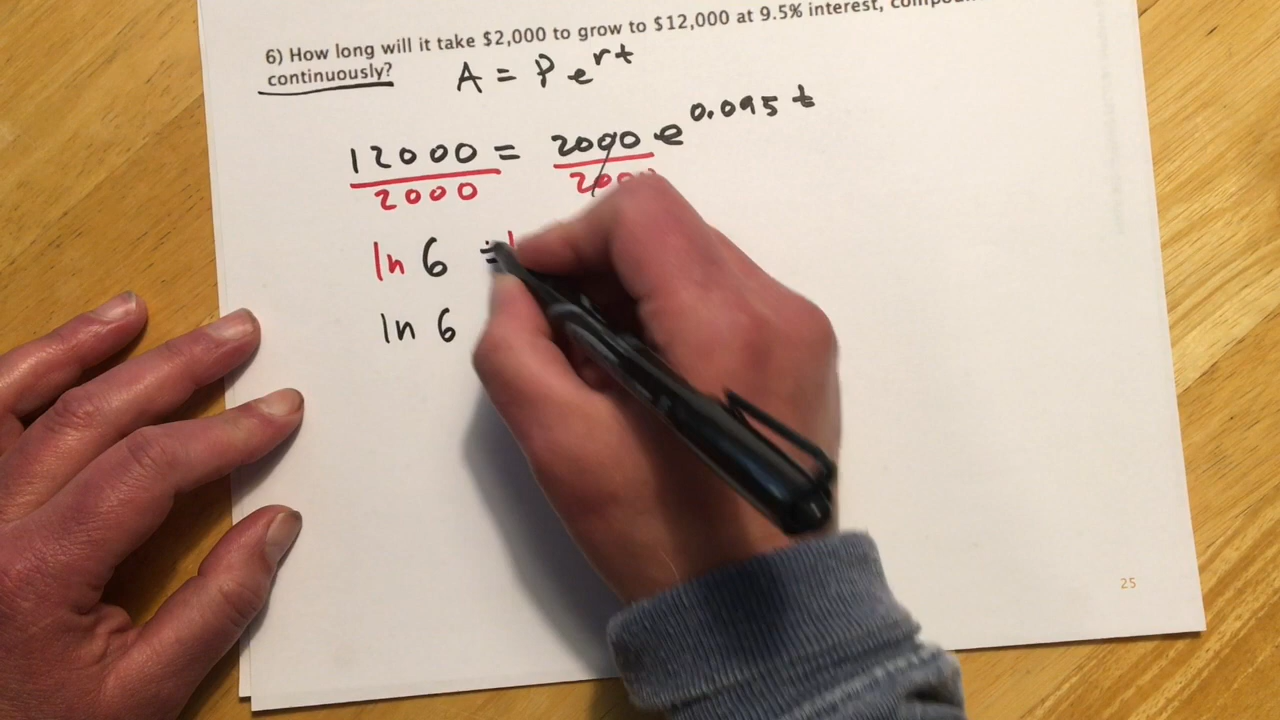 6) How long will it take $2,000 to grow to $12,000 at 9.5% interest,
continuously?
A = P e^rt
12000 = 2000 e^0.095 t
2000 200
ln 6 =
ln 6
25